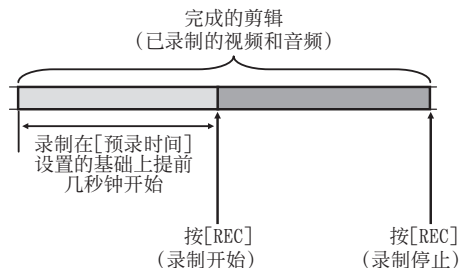 完成的剪辑
（已录制的视频和音频）
录制在[预录时间]
设置的基础上提前
几秒钟开始
按[REC]
（录制开始）
按[REC]
（录制停止）